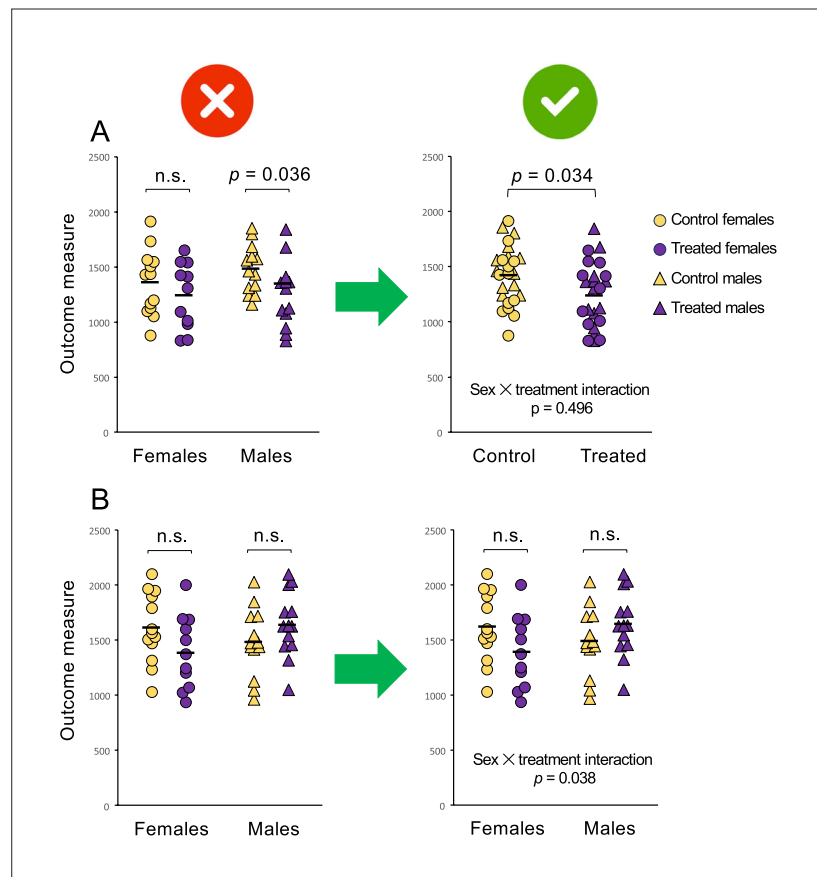 A
2500
2000
1500
1000
500
0
Outcome measure
n.s.
p = 0.036
Females
Males
2500
2000
1500
1000
500
0
p = 0.034
Sex × treatment interaction
p = 0.496
Control
Treated
Control females
Treated females
Control males
Treated males
B
2500
2000
1500
1000
500
0
Outcome measure
n.s.
n.s.
Females
Males
2500
2000
1500
1000
500
0
n.s.
n.s.
Sex × treatment interaction
p = 0.038
Females
Males